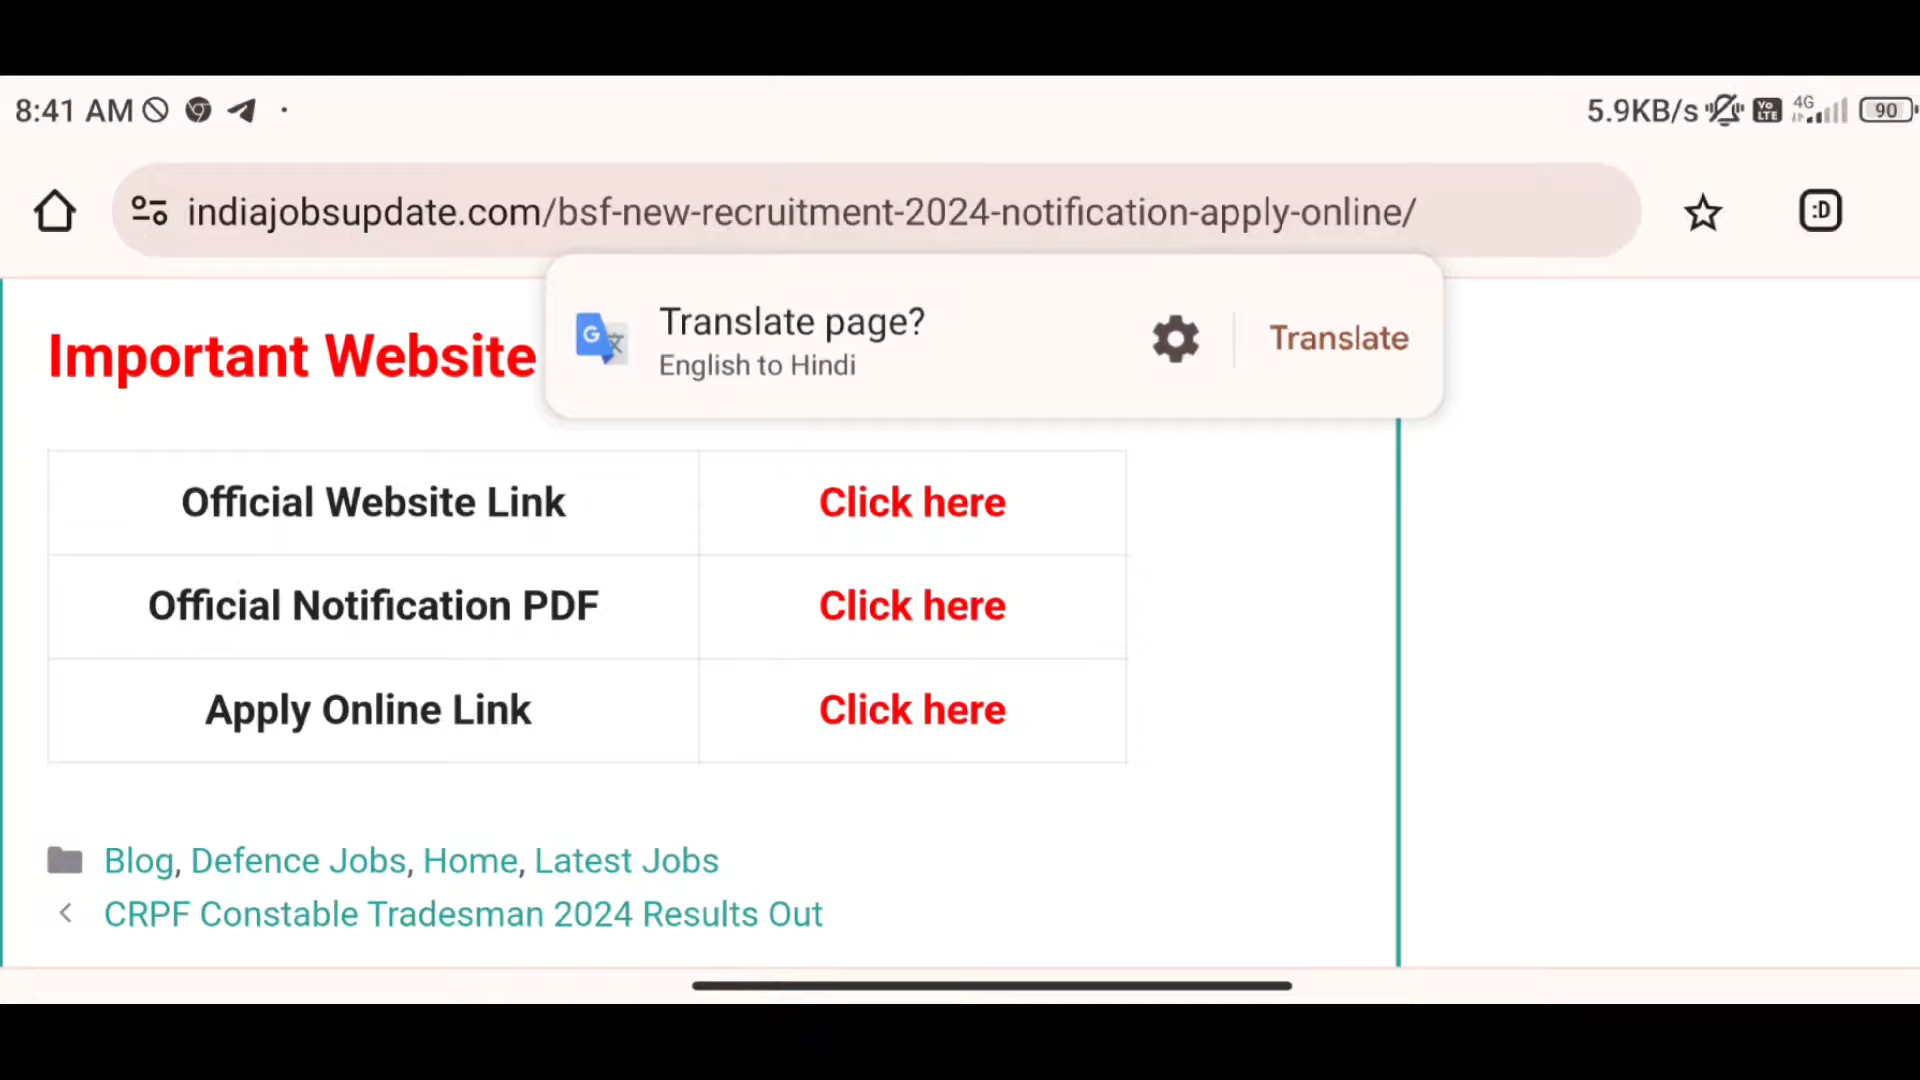 8:41 AM
5.9KB/s Vo LTE 4G 90
indiajobsupdate.com/bsf-new-recruitment-2024-notification-apply-online/
:D
Translate page?
English to Hindi
Translate
Important Website
Official Website Link Click here
Official Notification PDF Click here
Apply Online Link Click here
Blog, Defence Jobs, Home, Latest Jobs
CRPF Constable Tradesman 2024 Results Out